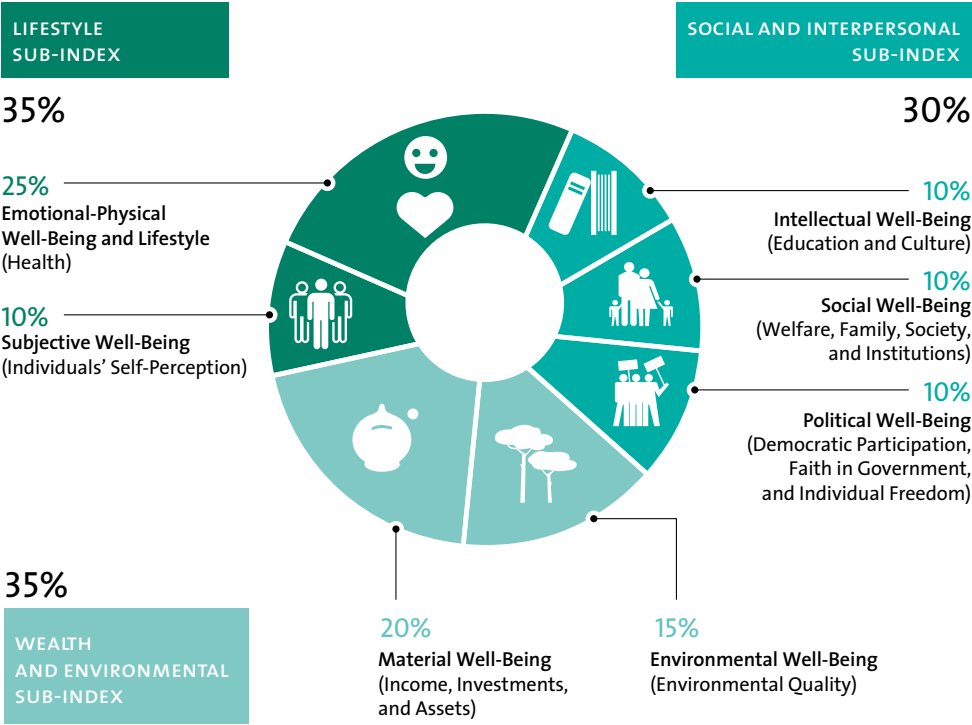 LIFESTYLE
SUB-INDEX
35%
25%
Emotional-Physical
Well-Being and Lifestyle
(Health)
10%
Subjective Well-Being
(Individuals’ Self-Perception)
SOCIAL AND INTERPERSONAL
SUB-INDEX
30%
10%
Intellectual Well-Being
(Education and Culture)
10%
Social Well-Being
(Welfare, Family, Society,
and Institutions)
10%
Political Well-Being
(Democratic Participation,
Faith in Government,
and Individual Freedom)
35%
WEALTH
AND ENVIRONMENTAL
SUB-INDEX
20%
Material Well-Being
(Income, Investments,
and Assets)
15%
Environmental Well-Being
(Environmental Quality)